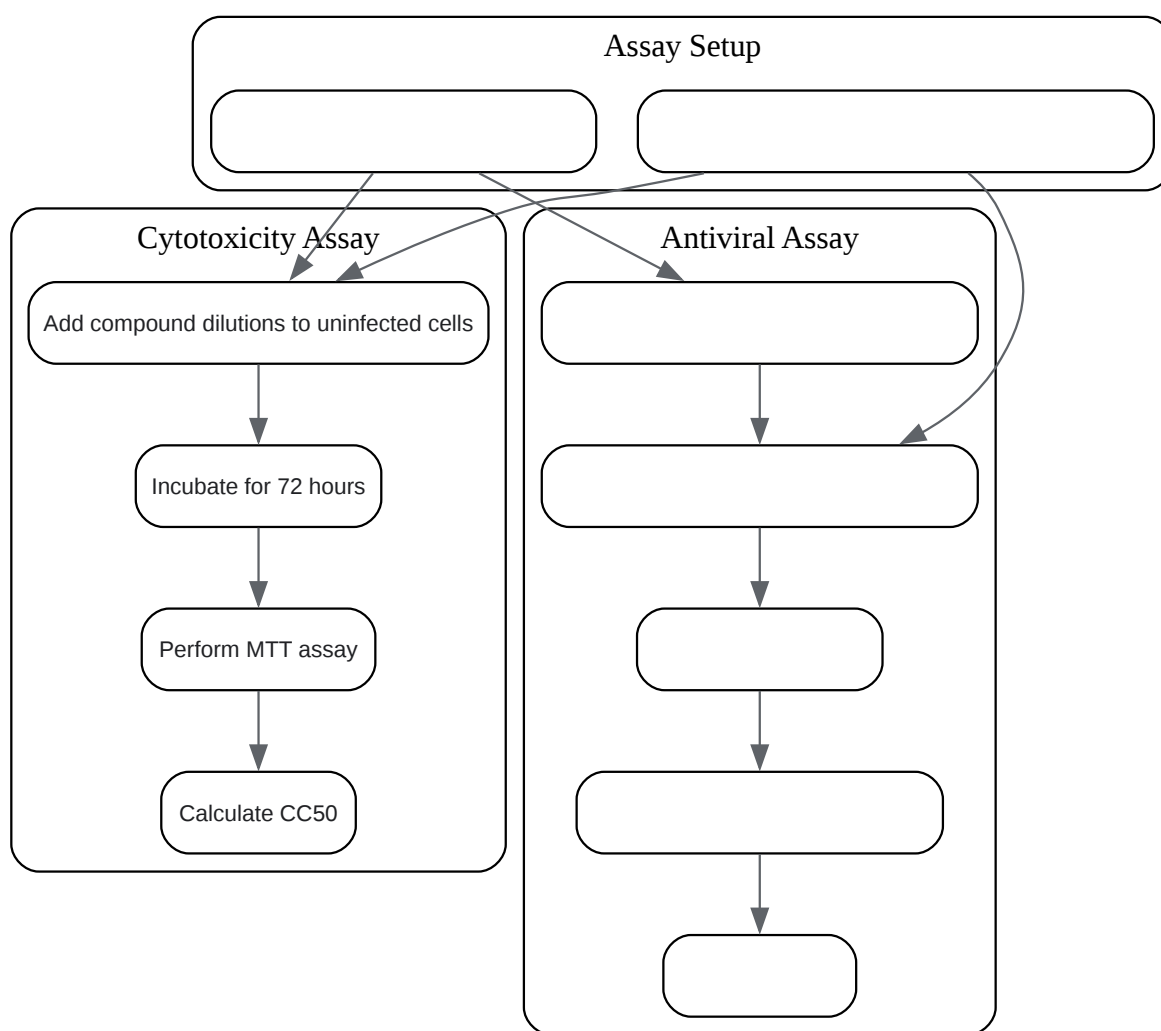 Assay Setup
Cytotoxicity Assay
Add compound dilutions to uninfected cells
Incubate for 72 hours
Perform MTT assay
Calculate CC50
Antiviral Assay